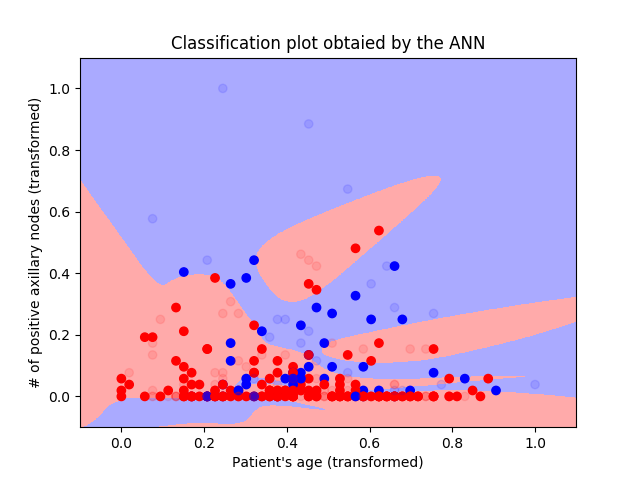 Classification plot obtaied by the ANN
# of positive axillary nodes (transformed)
1.0
0.8
0.6
0.4
0.2
0.0
0.0 0.2 0.4 0.6 0.8 1.0
Patient's age (transformed)